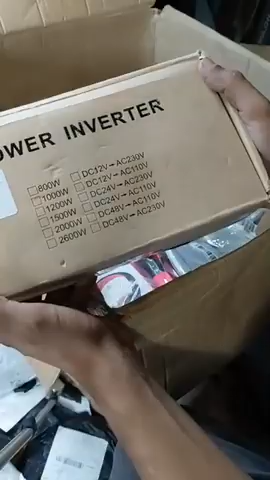 OWER INVERTER
800W
1000W
1200W
1500W
2000W
2600W
DC12V→AC230V
DC12V→AC110V
DC24V→AC230V
DC24V→AC110V
DC48V→AC110V
DC48V→AC230V